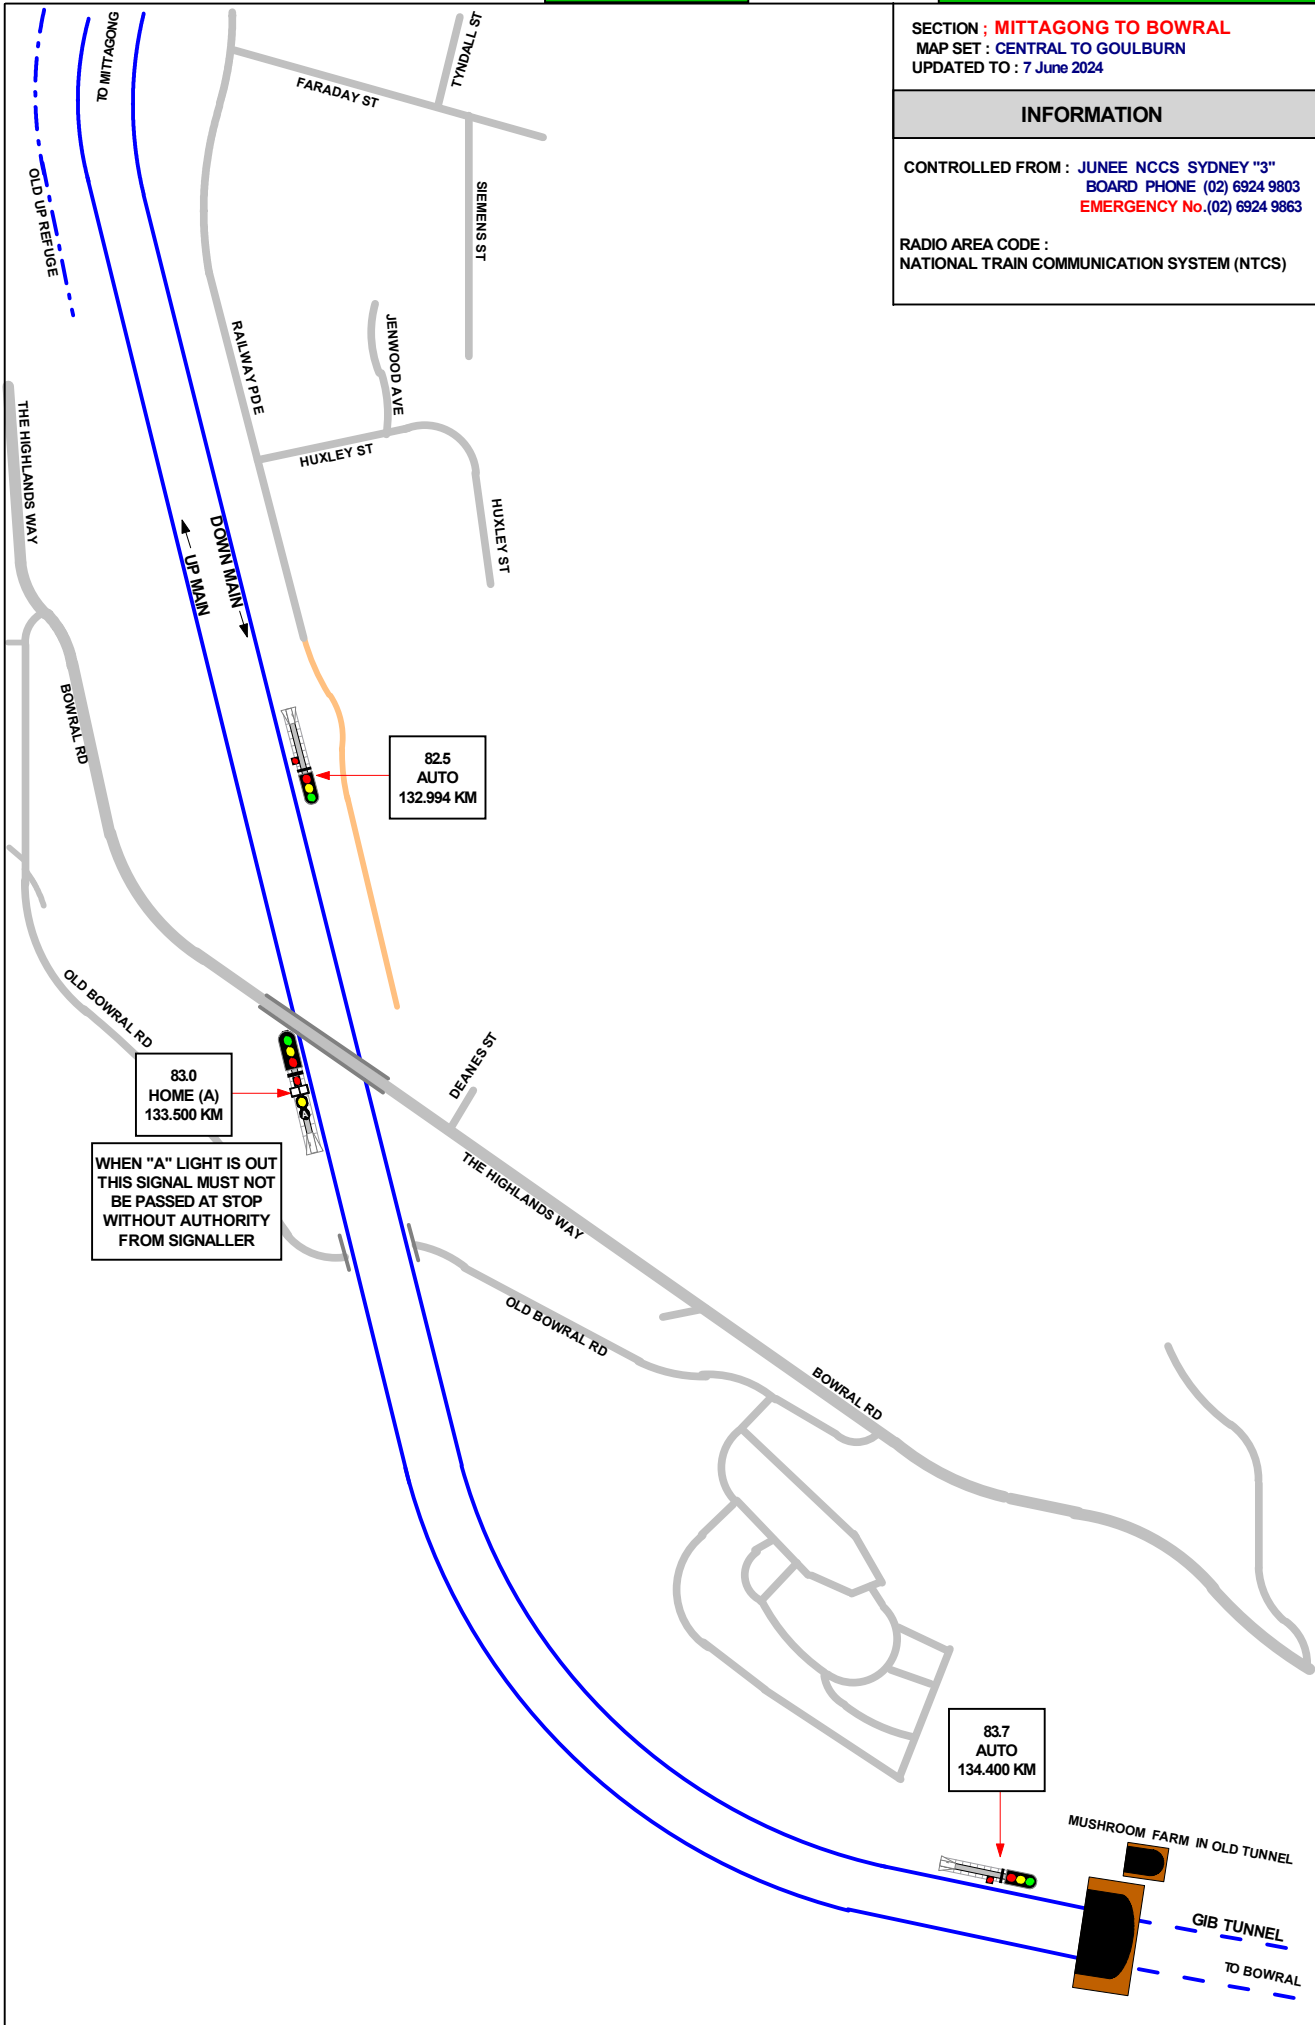 SECTION ; MITTAGONG TO BOWRAL
MAP SET : CENTRAL TO GOULBURN
UPDATED TO : 7 June 2024
INFORMATION
CONTROLLED FROM : JUNEE NCCS SYDNEY "3"
BOARD PHONE (02) 6924 9803
EMERGENCY No.(02) 6924 9863
RADIO AREA CODE :
NATIONAL TRAIN COMMUNICATION SYSTEM (NTCS)
TO MITTAGONG
OLD UP REFUGE
FARADAY ST
TYNDALL ST
SIEMENS ST
RAILWAY PDE
JENWOOD AVE
HUXLEY ST
HUXLEY ST
THE HIGHLANDS WAY
UP MAIN
DOWN MAIN
BOWRAL RD
82.5
AUTO
132.994 KM
OLD BOWRAL RD
83.0
HOME (A)
133.500 KM
A
WHEN "A" LIGHT IS OUT
THIS SIGNAL MUST NOT
BE PASSED AT STOP
WITHOUT AUTHORITY
FROM SIGNALLER
DEANES ST
THE HIGHLANDS WAY
OLD BOWRAL RD
BOWRAL RD
83.7
AUTO
134.400 KM
MUSHROOM FARM IN OLD TUNNEL
GIB TUNNEL
TO BOWRAL